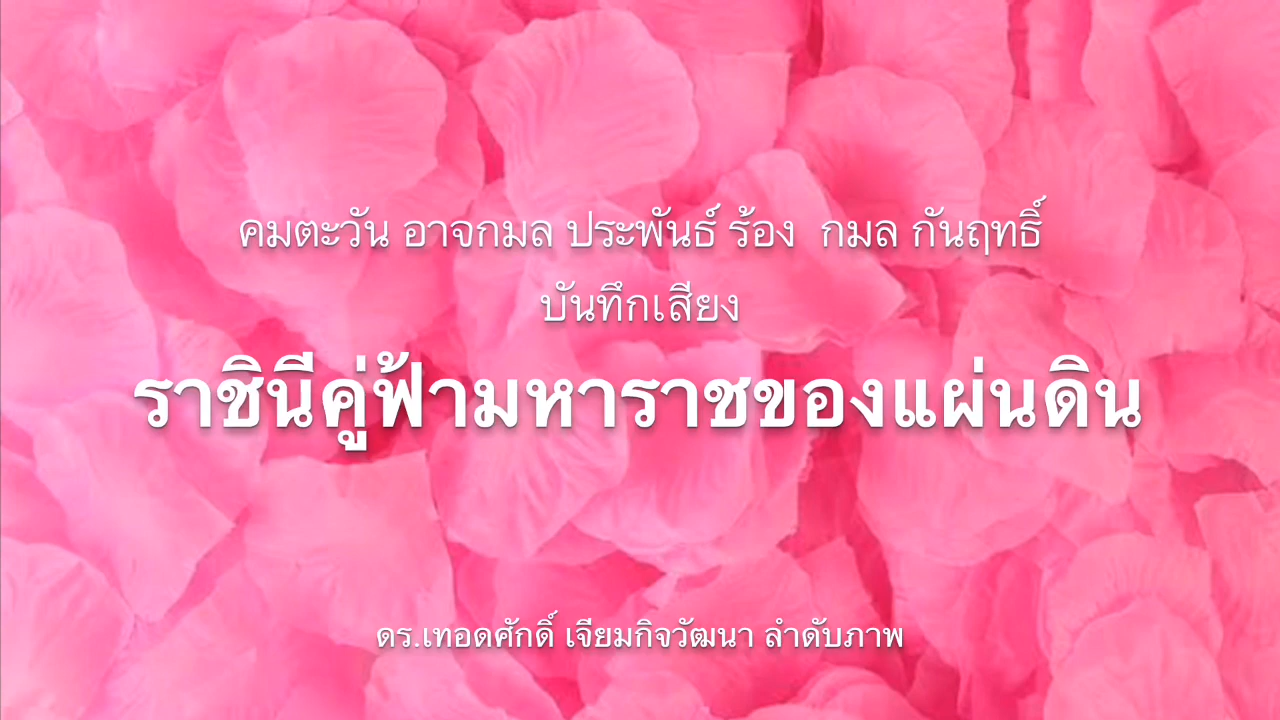 คมตะวัน อาจกมล ประพันธ์ ร้อง  กมล กันฤทธิ์
บันทึกเสียง
ราชินีคู่ฟ้ามหาราชของแผ่นดิน
ดร.เทอดศักดิ์ เจียมกิจวัฒนา ลำดับภาพ